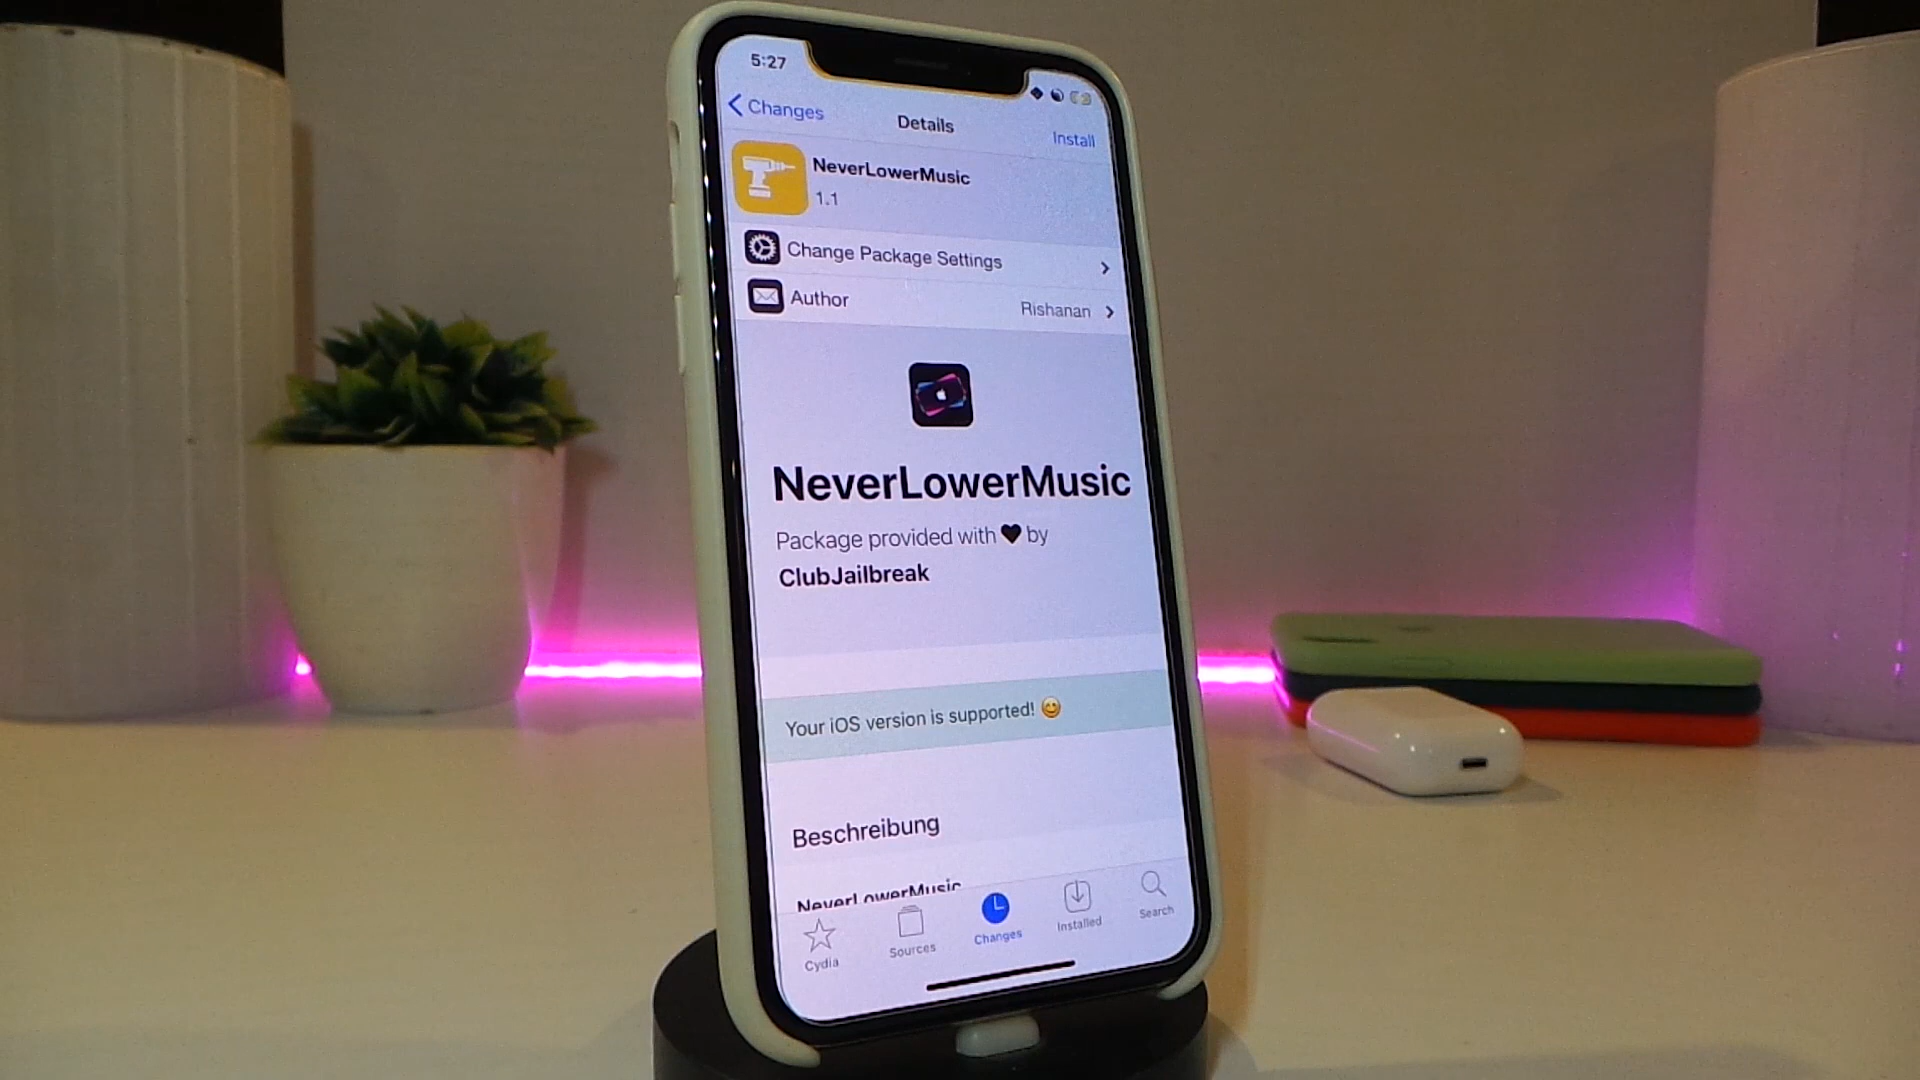 5:27
Changes
Details
Install
NeverLowerMusic
1.1
Change Package Settings
Author
Rishanan
NeverLowerMusic
Package provided with ♥ by
ClubJailbreak
Your iOS version is supported! 😊
Beschreibung
NeverLowerMusic
Cydia
Sources
Changes
Installed
Search